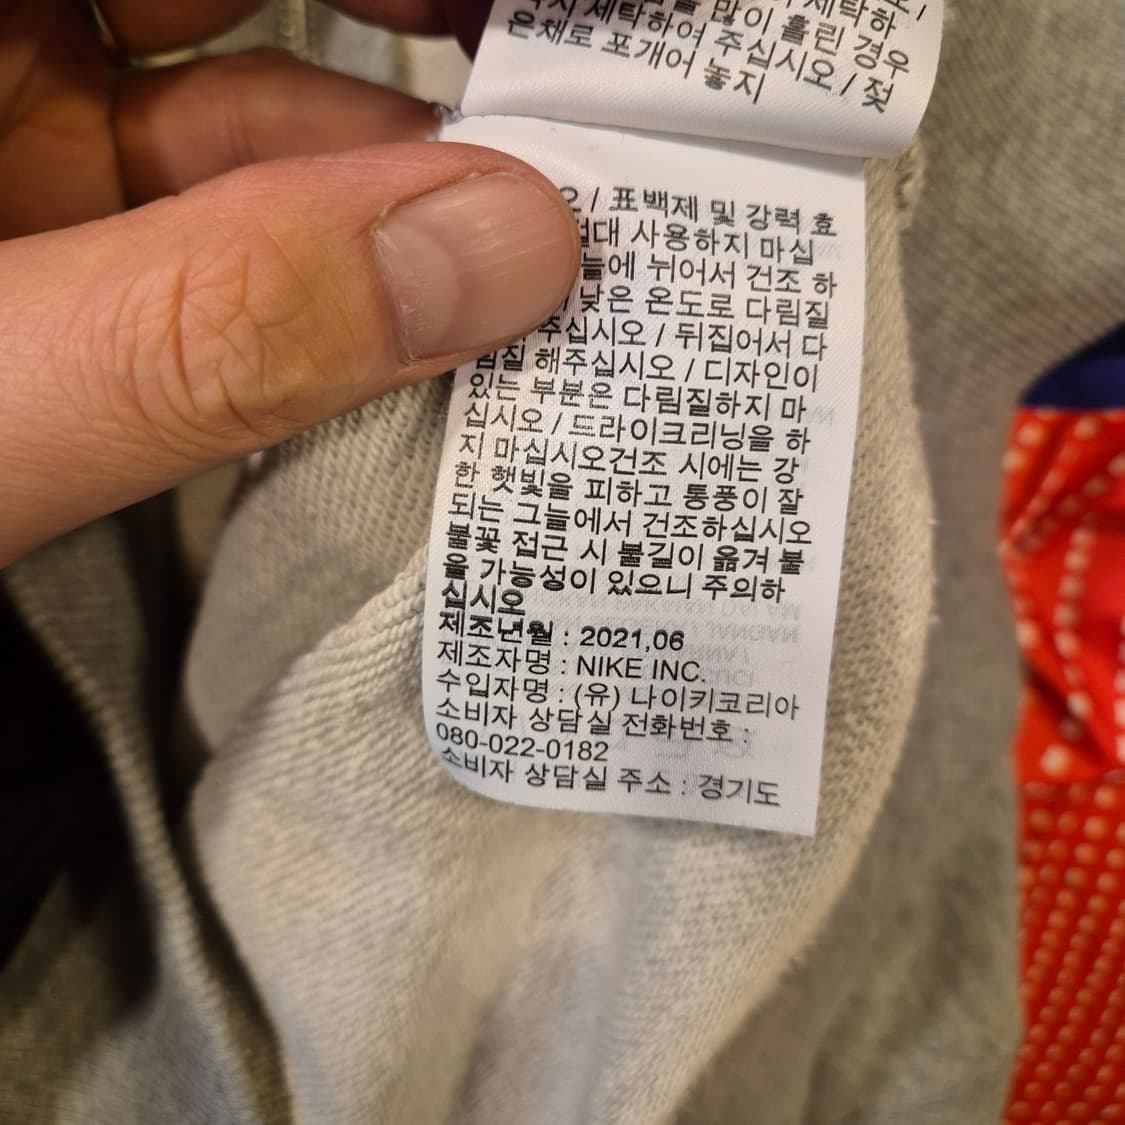 세탁하
많이 흘린 경우
지 세탁하여 주십시오 / 젖
은채로 포개어 놓지
오 / 표백제 및 강력 효
절대 사용하지 마십
늘에 뉘어서 건조 하
/ 낮은 온도로 다림질
주십시오 / 뒤집어서 다
림질 해주십시오 / 디자인이
있는 부분은 다림질하지 마
십시오 / 드라이크리닝을 하
지 마십시오건조 시에는 강
한 햇빛을 피하고 통풍이 잘
되는 그늘에서 건조하십시오
불꽃 접근 시 불길이 옮겨 붙
을 가능성이 있으니 주의하
십시오
제조년월 : 2021,06
제조자명 : NIKE INC.
수입자명 : (유) 나이키코리아
소비자 상담실 전화번호 :
080-022-0182
소비자 상담실 주소 : 경기도